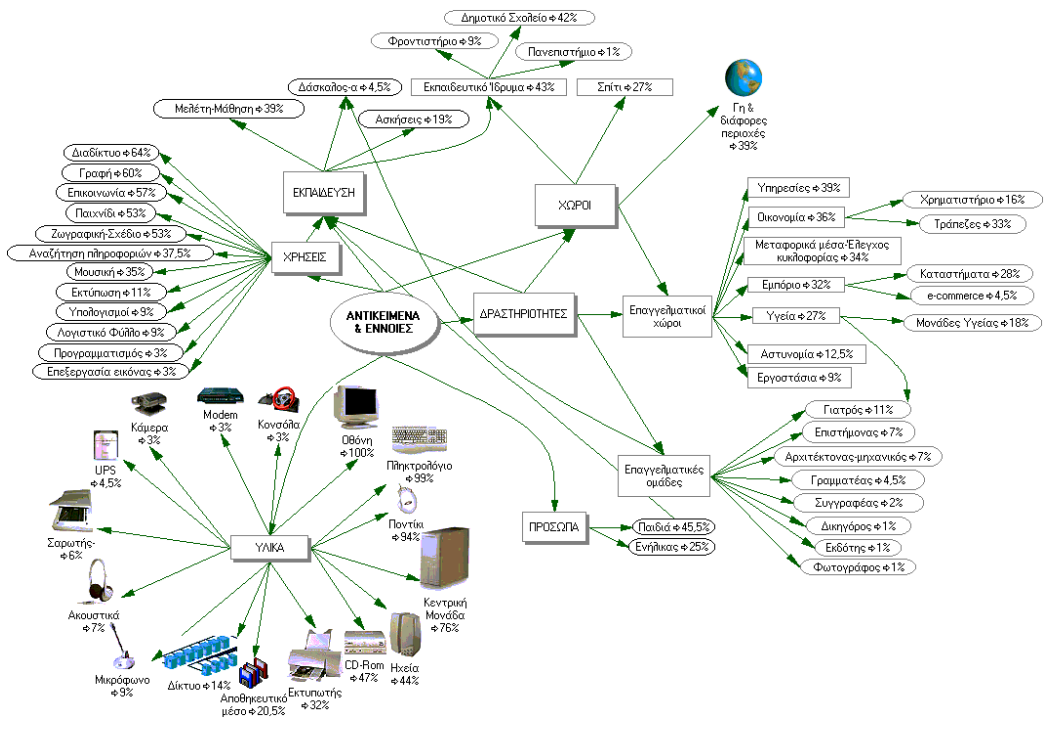 Δημοτικό Σχολείο ⇨ 42%
Φροντιστήριο ⇨ 9%
Πανεπιστήμιο ⇨ 1%
Δάσκαλος-α ⇨ 4,5%
Εκπαιδευτικό Ίδρυμα ⇨ 43%
Σπίτι ⇨ 27%
Μελέτη-Μάθηση ⇨ 39%
Ασκήσεις ⇨ 19%
Γη &
διάφορες
περιοχές
⇨ 39%
Διαδίκτυο ⇨ 64%
Γραφή ⇨ 60%
Επικοινωνία ⇨ 57%
Παιχνίδι ⇨ 53%
Ζωγραφική-Σχέδιο ⇨ 53%
Αναζήτηση πληροφοριών ⇨ 37,5%
Μουσική ⇨ 35%
Εκτύπωση ⇨ 11%
Υπολογισμοί ⇨ 9%
Λογιστικό Φύλλο ⇨ 9%
Προγραμματισμός ⇨ 3%
Επεξεργασία εικόνας ⇨ 3%
ΕΚΠΑΙΔΕΥΣΗ
ΧΩΡΟΙ
ΧΡΗΣΕΙΣ
ΑΝΤΙΚΕΙΜΕΝΑ
& ΕΝΝΟΙΕΣ
ΔΡΑΣΤΗΡΙΟΤΗΤΕΣ
Επαγγελματικοί
χώροι
Υπηρεσίες ⇨ 39%
Οικονομία ⇨ 36%
Χρηματιστήριο ⇨ 16%
Τράπεζες ⇨ 33%
Μεταφορικά μέσα-Έλεγχος
κυκλοφορίας ⇨ 34%
Εμπόριο ⇨ 32%
Καταστήματα ⇨ 28%
e-commerce ⇨ 4,5%
Υγεία ⇨ 27%
Μονάδες Υγείας ⇨ 18%
Αστυνομία ⇨ 12,5%
Εργοστάσια ⇨ 9%
Επαγγελματικές
ομάδες
Γιατρός ⇨ 11%
Επιστήμονας ⇨ 7%
Αρχιτέκτονας-μηχανικός ⇨ 7%
Γραμματέας ⇨ 4,5%
Συγγραφέας ⇨ 2%
Δικηγόρος ⇨ 1%
Εκδότης ⇨ 1%
Φωτογράφος ⇨ 1%
ΠΡΟΣΩΠΑ
Παιδιά ⇨ 45,5%
Ενήλικας ⇨ 25%
ΥΛΙΚΑ
Κάμερα
⇨ 3%
Modem
⇨ 3%
Κονσόλα
⇨ 3%
Οθόνη
⇨ 100%
Πληκτρολόγιο
⇨ 99%
Ποντίκι
⇨ 94%
Κεντρική
Μονάδα
⇨ 76%
Ηχεία
⇨ 44%
CD-Rom
⇨ 47%
Εκτυπωτής
⇨ 32%
Αποθηκευτικό
μέσο ⇨ 20,5%
Δίκτυο ⇨ 14%
Μικρόφωνο
⇨ 9%
Ακουστικά
⇨ 7%
Σαρωτής-
⇨ 6%
UPS
⇨ 4,5%